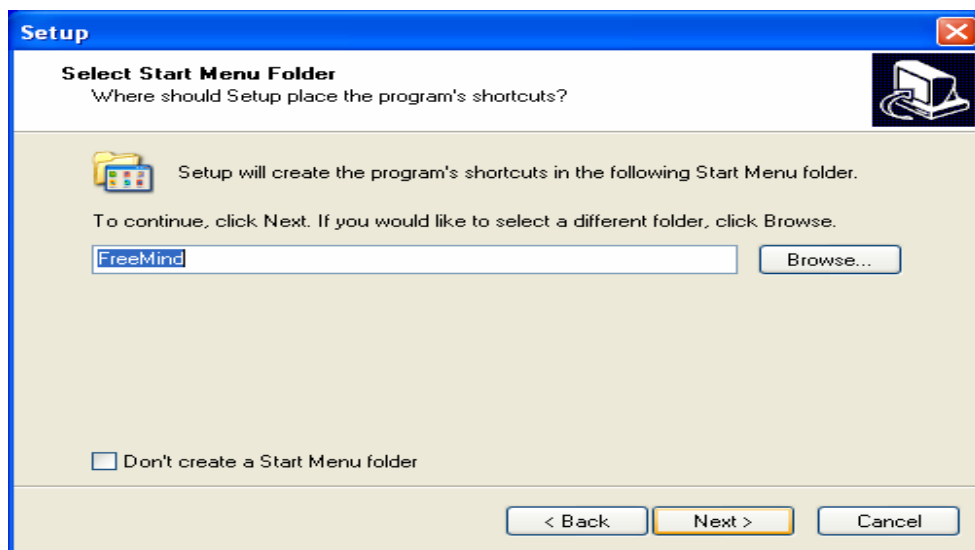 Setup
Select Start Menu Folder
Where should Setup place the program's shortcuts?
Setup will create the program's shortcuts in the following Start Menu folder.
To continue, click Next. If you would like to select a different folder, click Browse.
FreeMind
Browse...
Don't create a Start Menu folder
< Back
Next >
Cancel